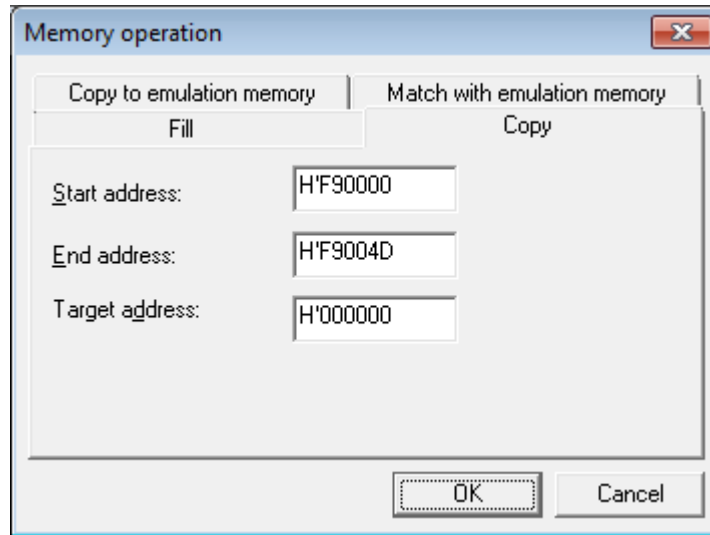 Memory operation
Copy to emulation memory
Match with emulation memory
Fill
Copy
Start address:
H'F90000
End address:
H'F9004D
Target address:
H'000000
OK
Cancel